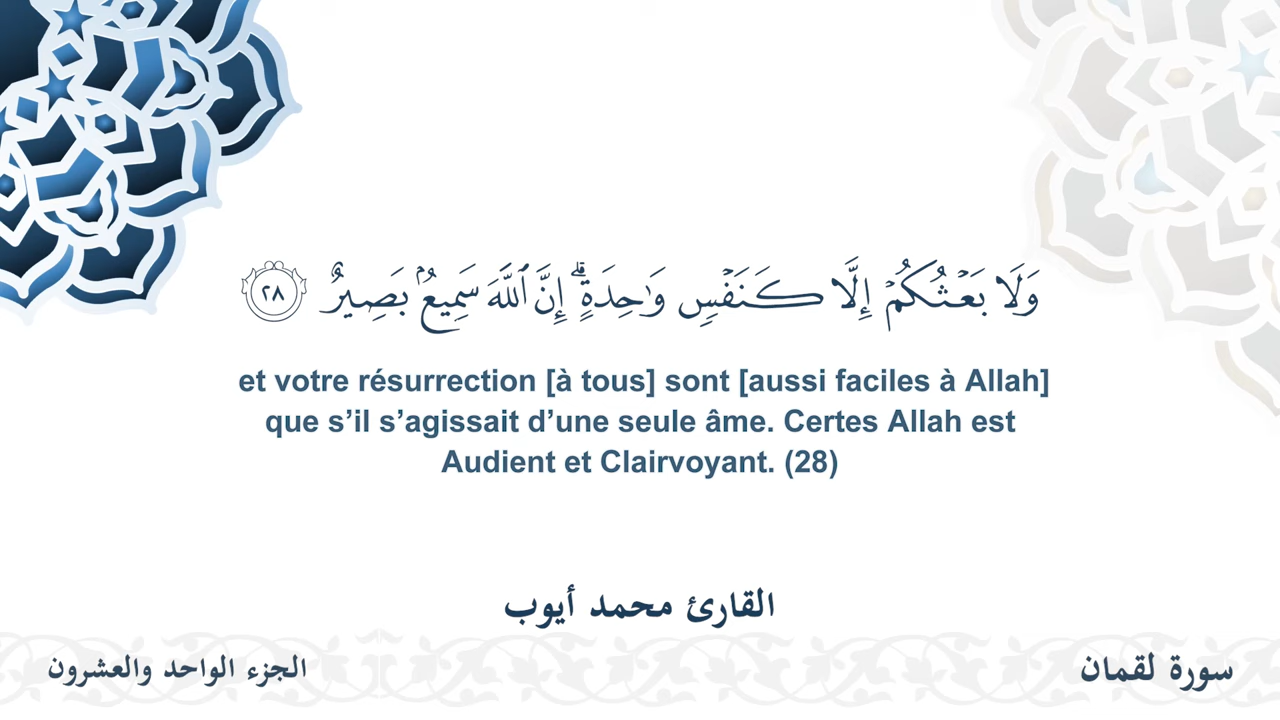 وَلَا بَعْثُكُمْ إِلَّا كَنَفْسٍ وَٰحِدَةٍ ۗ إِنَّ ٱللَّهَ سَمِيعٌۢ بَصِيرٌ ٢٨
et votre résurrection [à tous] sont [aussi faciles à Allah]
que s’il s’agissait d’une seule âme. Certes Allah est
Audient et Clairvoyant. (28)
القارئ محمد أيوب
سورة لقمان
الجزء الواحد والعشرون